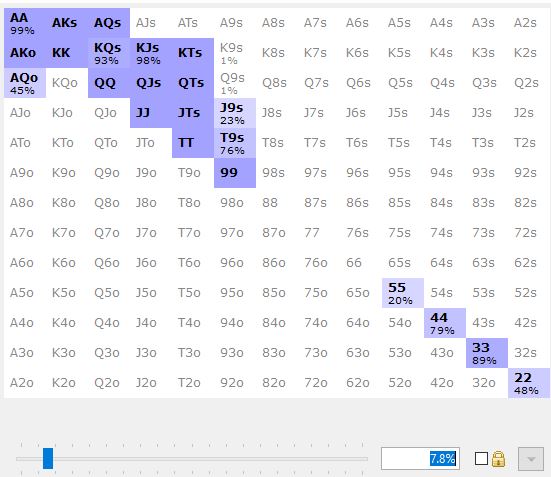 AA AKs AQs AJs ATs A9s A8s A7s A6s A5s A4s A3s A2s
99%
AKo KK KQs KJs KTs K9s K8s K7s K6s K5s K4s K3s K2s
93% 98% 1%
AQo KQo QQ QJs QTs Q9s Q8s Q7s Q6s Q5s Q4s Q3s Q2s
45% 1%
AJo KJo QJo JJ JTs J9s J8s J7s J6s J5s J4s J3s J2s
23%
ATo KTo QTo JTo TT T9s T8s T7s T6s T5s T4s T3s T2s
76%
A9o K9o Q9o J9o T9o 99 98s 97s 96s 95s 94s 93s 92s
A8o K8o Q8o J8o T8o 98o 88 87s 86s 85s 84s 83s 82s
A7o K7o Q7o J7o T7o 97o 87o 77 76s 75s 74s 73s 72s
A6o K6o Q6o J6o T6o 96o 86o 76o 66 65s 64s 63s 62s
A5o K5o Q5o J5o T5o 95o 85o 75o 65o 55 54s 53s 52s
20%
A4o K4o Q4o J4o T4o 94o 84o 74o 64o 54o 44 43s 42s
79%
A3o K3o Q3o J3o T3o 93o 83o 73o 63o 53o 43o 33 32s
89%
A2o K2o Q2o J2o T2o 92o 82o 72o 62o 52o 42o 32o 22
48%
7.8%